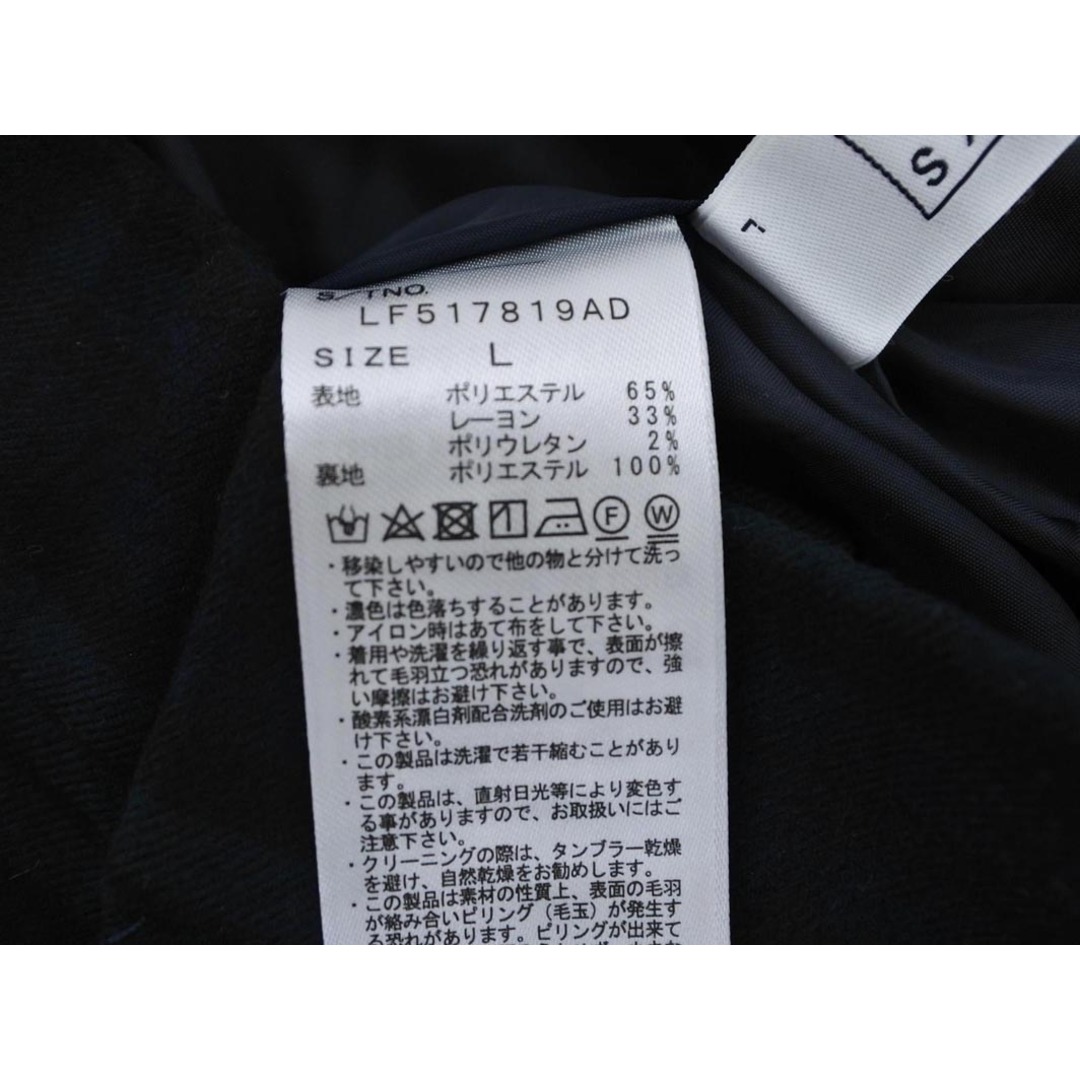 S/TNO.
LF517819AD
SIZE L
表地 ポリエステル 65%
レーヨン 33%
ポリウレタン 2%
裏地 ポリエステル 100%
F W
・移染しやすいので他の物と分けて洗っ
て下さい。
・濃色は色落ちすることがあります。
・アイロン時はあて布をして下さい。
・着用や洗濯を繰り返す事で、表面が擦
れて毛羽立つ恐れがありますので、強
い摩擦はお避け下さい。
・酸素系漂白剤配合洗剤のご使用はお避
け下さい。
・この製品は洗濯で若干縮むことがあり
ます。
・この製品は、直射日光等により変色す
る事がありますので、お取扱いにはご
注意下さい。
・クリーニングの際は、タンブラー乾燥
を避け、自然乾燥をお勧めします。
・この製品は素材の性質上、表面の毛羽
が絡み合いピリング（毛玉）が発生す
る恐れがあります。ピリングが出来て
L
S